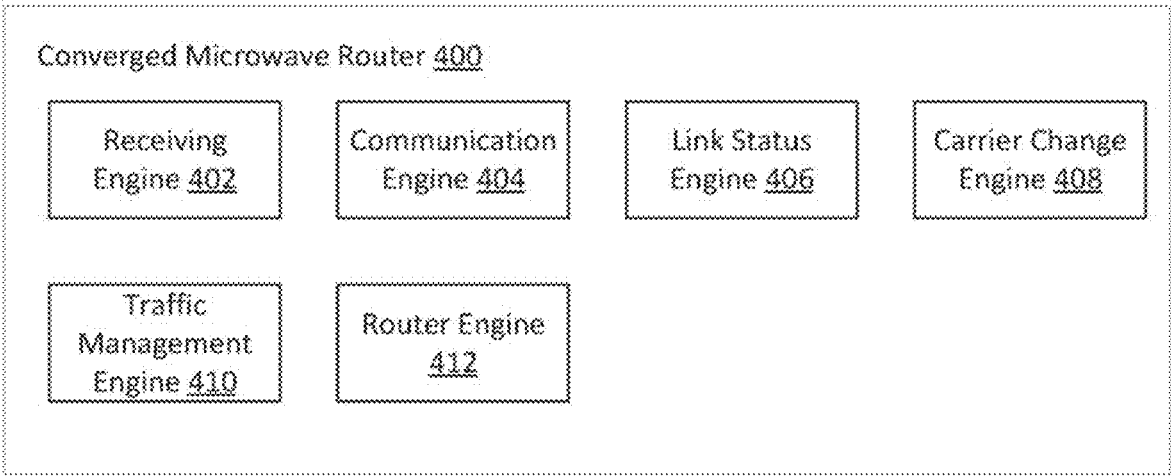 Converged Microwave Router 400
Receiving
Engine 402
Communication
Engine 404
Link Status
Engine 406
Carrier Change
Engine 408
Traffic
Management
Engine 410
Router Engine
412